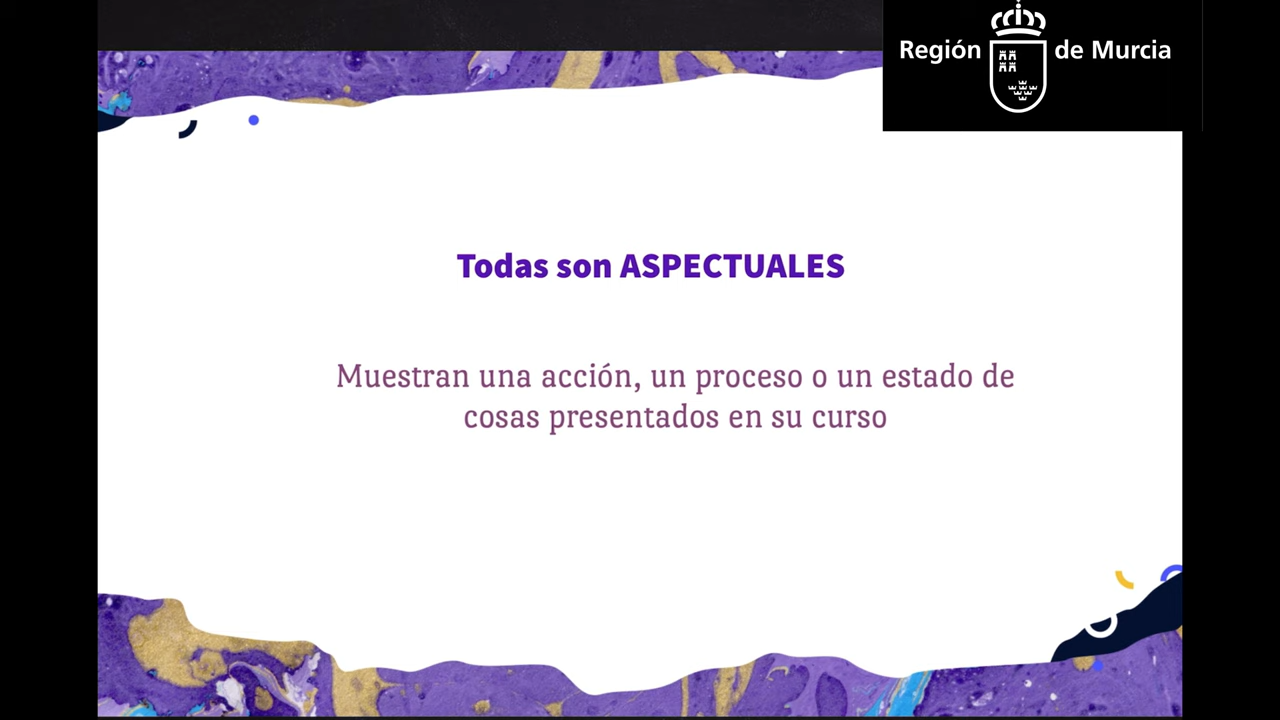 Región de Murcia
Todas son ASPECTUALES
Muestran una acción, un proceso o un estado de
cosas presentados en su curso